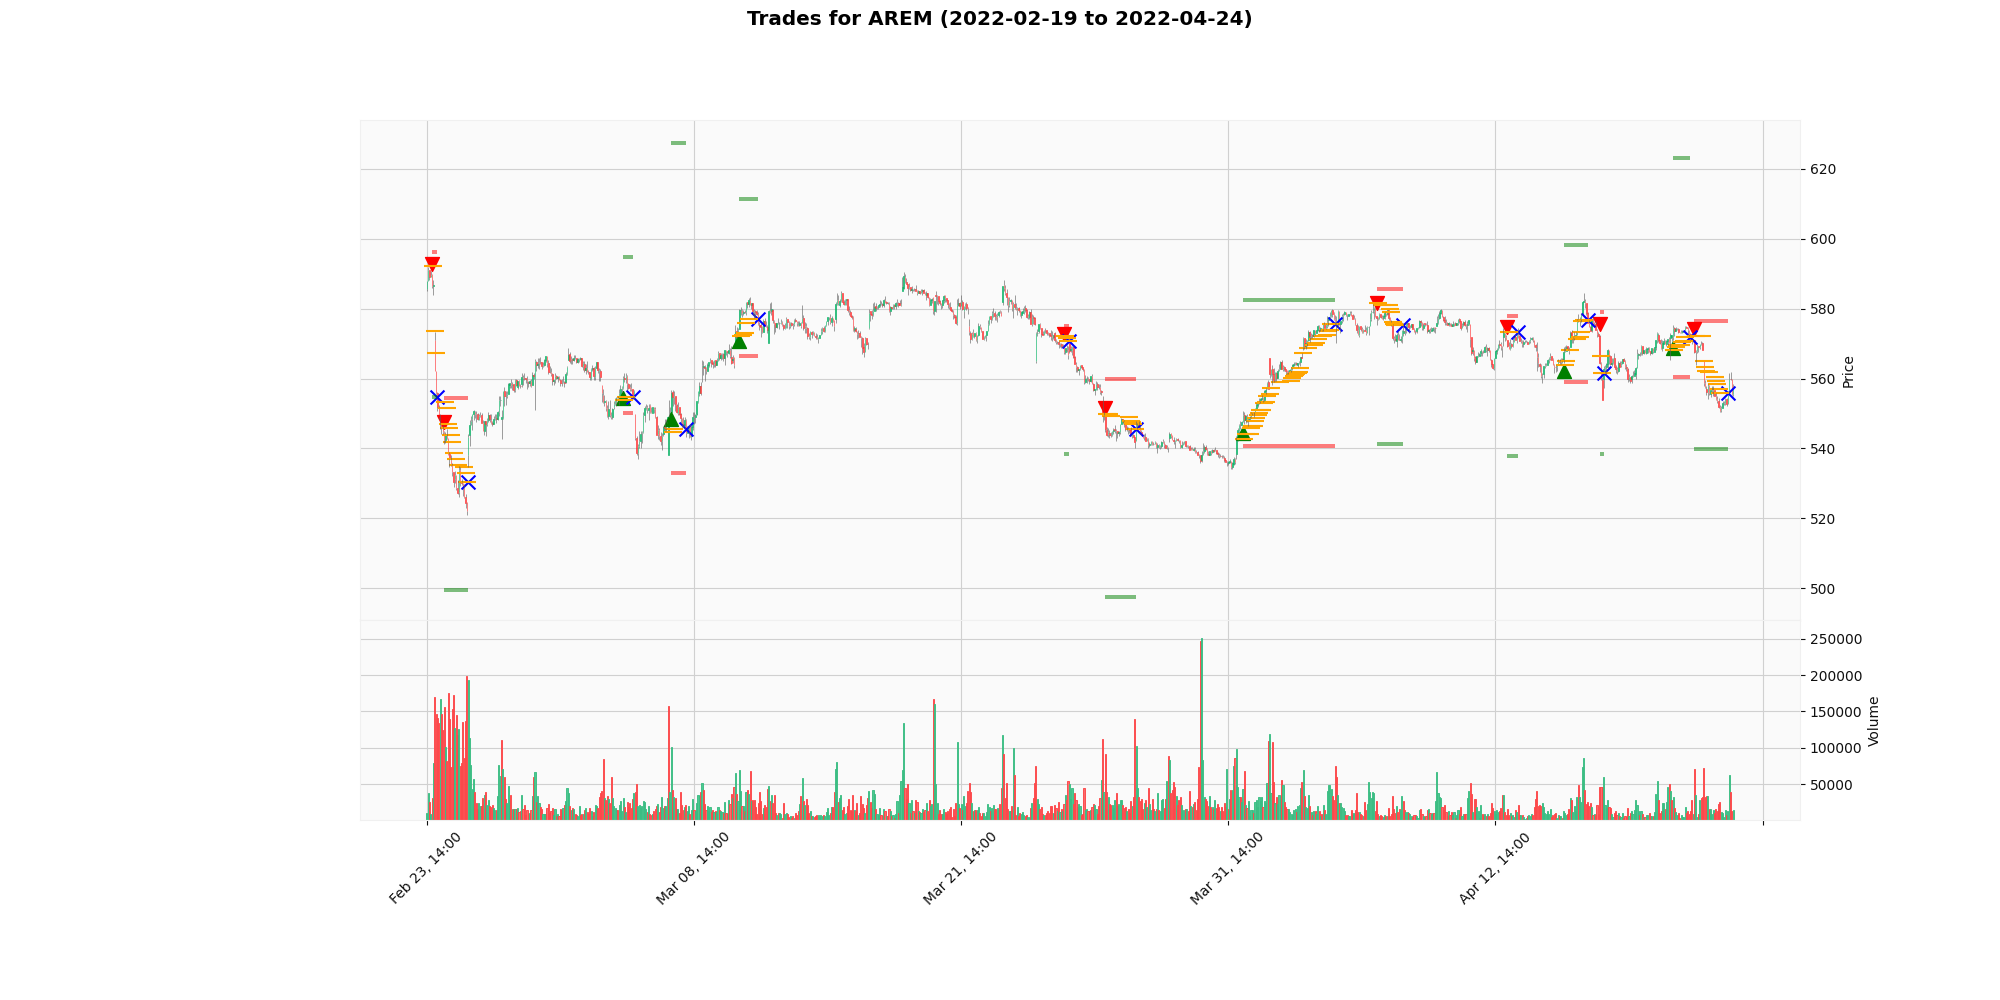 Trades for AREM (2022-02-19 to 2022-04-24)
620
600
580
560
540
520
500
Price
250000
200000
150000
100000
50000
Volume
Feb 23, 14:00
Mar 08, 14:00
Mar 21, 14:00
Mar 31, 14:00
Apr 12, 14:00